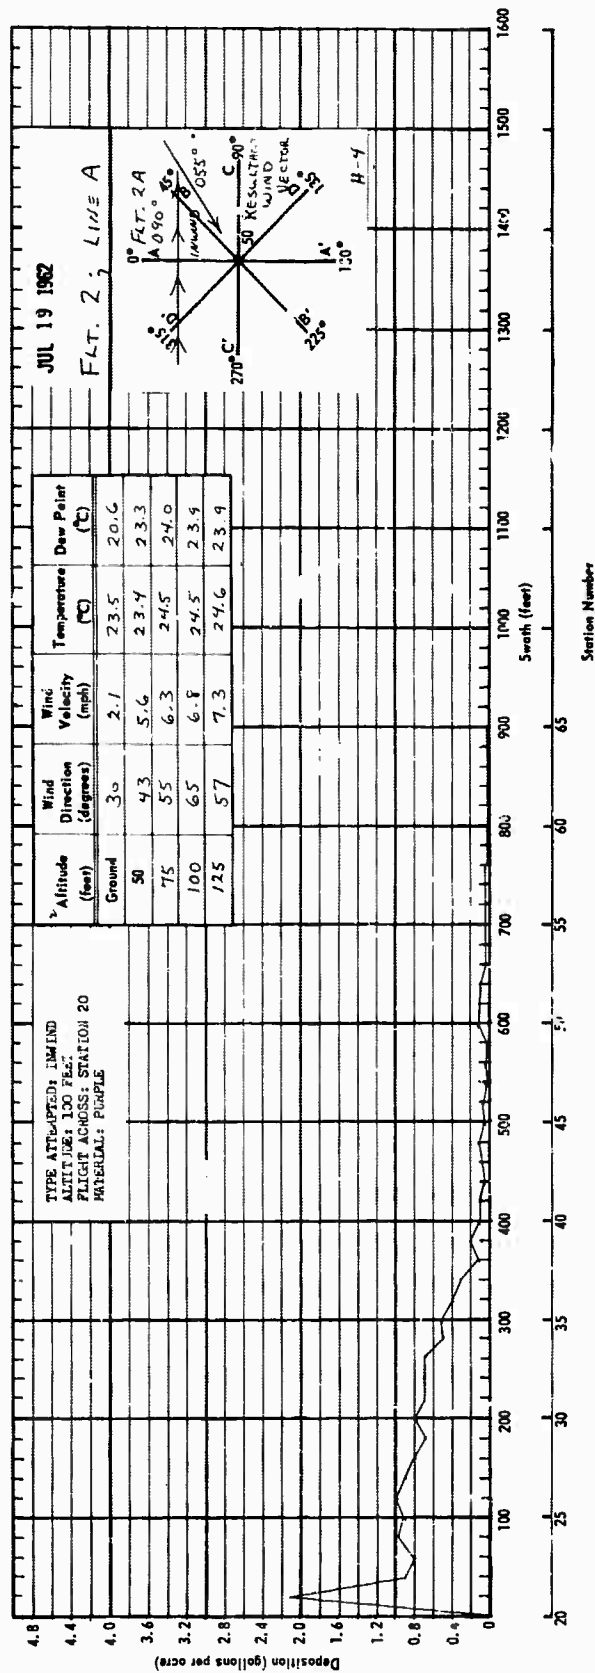 TYPE ATTEMPTED: INWIND
ALTITUDE: 100 FEET
FLIGHT ACROSS: STATION 20
MATERIAL: PURPLE
Altitude (feet) Wind Direction (degrees) Wind Velocity (mph) Temperature (°C) Dew Point (°C)
Ground 30 2.1 23.5 20.6
50 43 5.6 23.4 23.3
75 55 6.3 24.5 24.0
100 65 6.8 24.5 23.9
125 57 7.3 24.6 23.9
JUL 19 1962
FLT. 2; LINE A
0° FLT. 2A
A 090°
INWIND
45°
B
055°
C
90°
50 RESULTANT
WIND
VECTOR
D
135°
A'
180°
B'
225°
270° C'
315° D'
H-4
Deposition (gallons per acre)
4.8
4.4
4.0
3.6
3.2
2.8
2.4
2.0
1.6
1.2
0.8
0.4
0
100 200 300 400 500 600 700 800 900 1000 1100 1200 1300 1400 1500 1600
Swath (feet)
20 25 30 35 40 45 55 60 65
Station Number